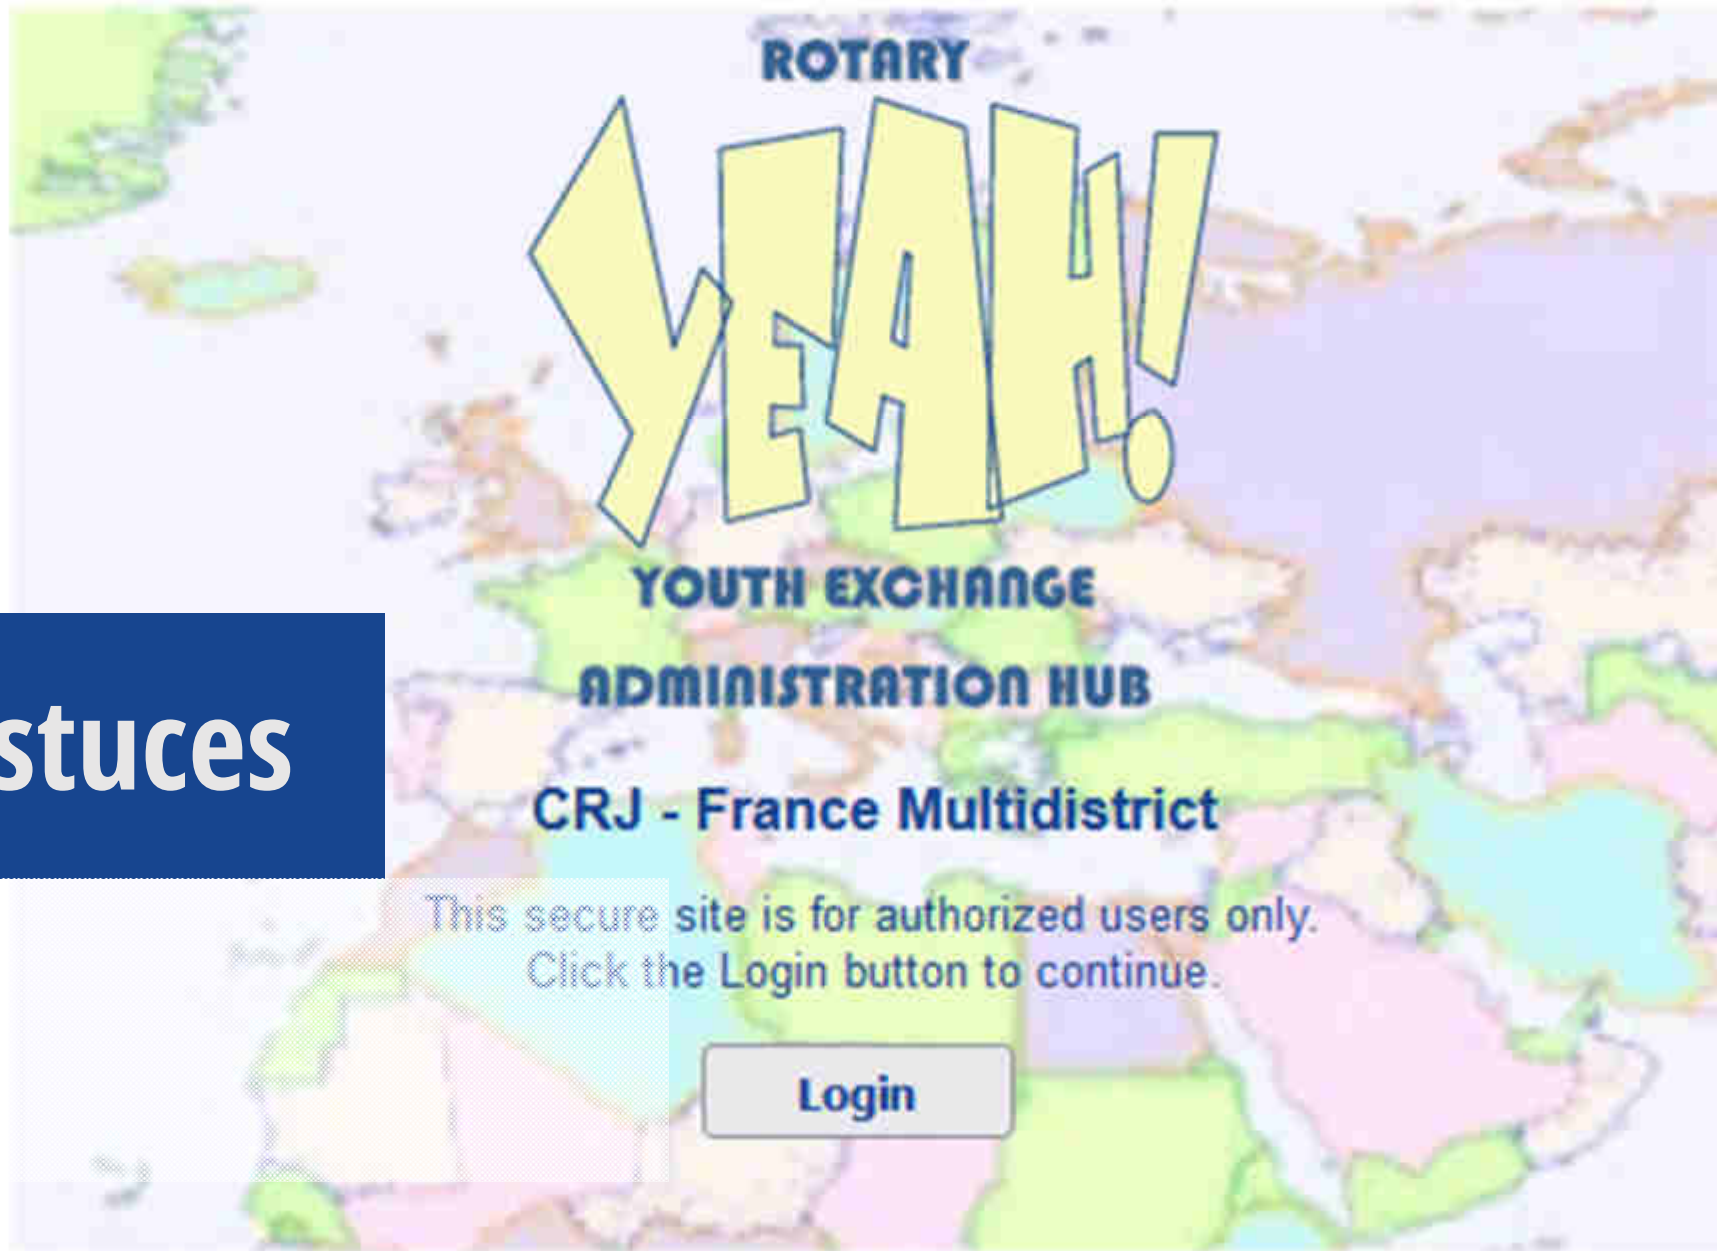 ROTARY
YEAH!
YOUTH EXCHANGE
ADMINISTRATION HUB
stuces
CRJ - France Multidistrict
This secure site is for authorized users only.
Click the Login button to continue.
Login